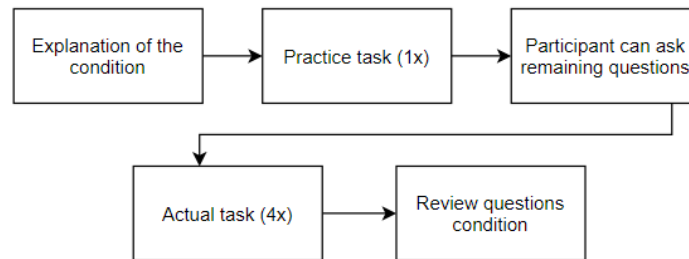 Explanation of the
condition
Practice task (1x)
Participant can ask
remaining questions
Actual task (4x)
Review questions
condition